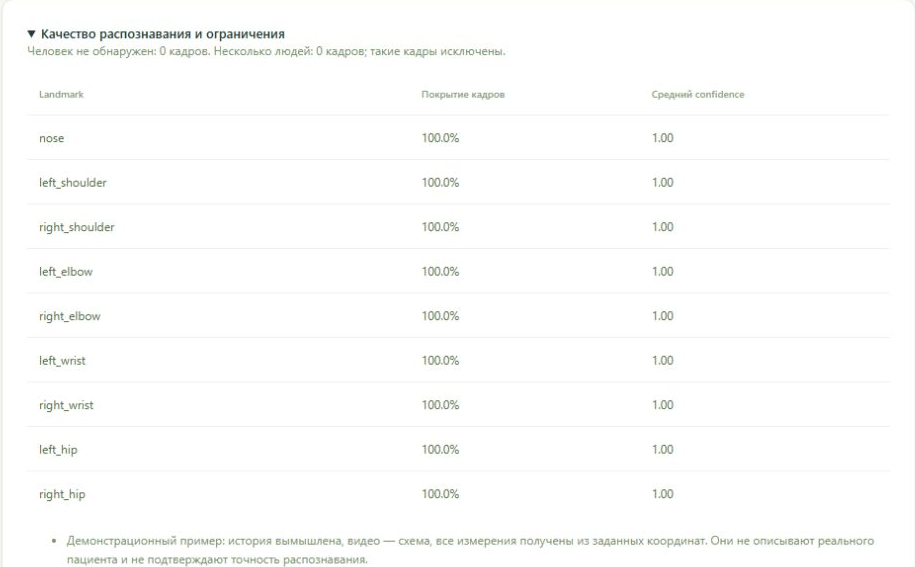 ▼ Качество распознавания и ограничения
Человек не обнаружен: 0 кадров. Несколько людей: 0 кадров; такие кадры исключены.
Landmark Покрытие кадров Средний confidence
nose 100.0% 1.00
left_shoulder 100.0% 1.00
right_shoulder 100.0% 1.00
left_elbow 100.0% 1.00
right_elbow 100.0% 1.00
left_wrist 100.0% 1.00
right_wrist 100.0% 1.00
left_hip 100.0% 1.00
right_hip 100.0% 1.00
• Демонстрационный пример: история вымышлена, видео — схема, все измерения получены из заданных координат. Они не описывают реального
пациента и не подтверждают точность распознавания.